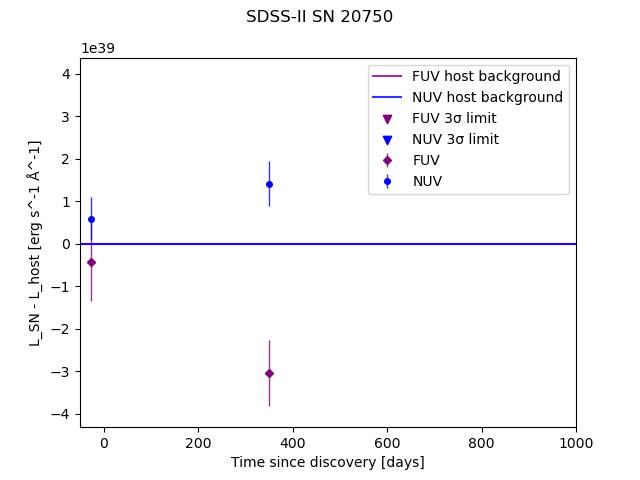 SDSS-II SN 20750
1e39
FUV host background
NUV host background
FUV 3σ limit
NUV 3σ limit
FUV
NUV
4
3
2
1
0
−1
−2
−3
−4
L_SN - L_host [erg s^-1 Å^-1]
0 200 400 600 800 1000
Time since discovery [days]